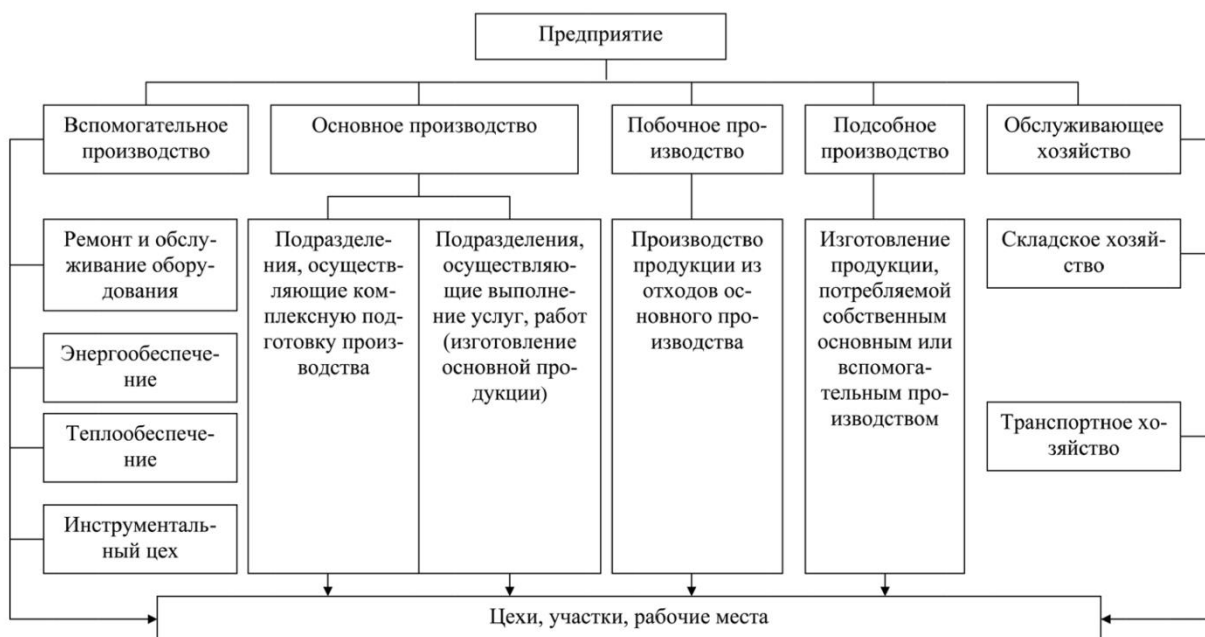 Предприятие
Вспомогательное
производство
Основное производство
Побочное про-
изводство
Подсобное
производство
Обслуживающее
хозяйство
Ремонт и обслу-
живание обору-
дования
Энергообеспече-
ние
Теплообеспече-
ние
Инструменталь-
ный цех
Подразделе-
ния, осуществ-
ляющие ком-
плексную под-
готовку произ-
водства
Подразделения,
осуществляю-
щие выполне-
ние услуг, работ
(изготовление
основной про-
дукции)
Производство
продукции из
отходов ос-
новного про-
изводства
Изготовление
продукции,
потребляемой
собственным
основным или
вспомога-
тельным про-
изводством
Складское хозяй-
ство
Транспортное хо-
зяйство
Цехи, участки, рабочие места